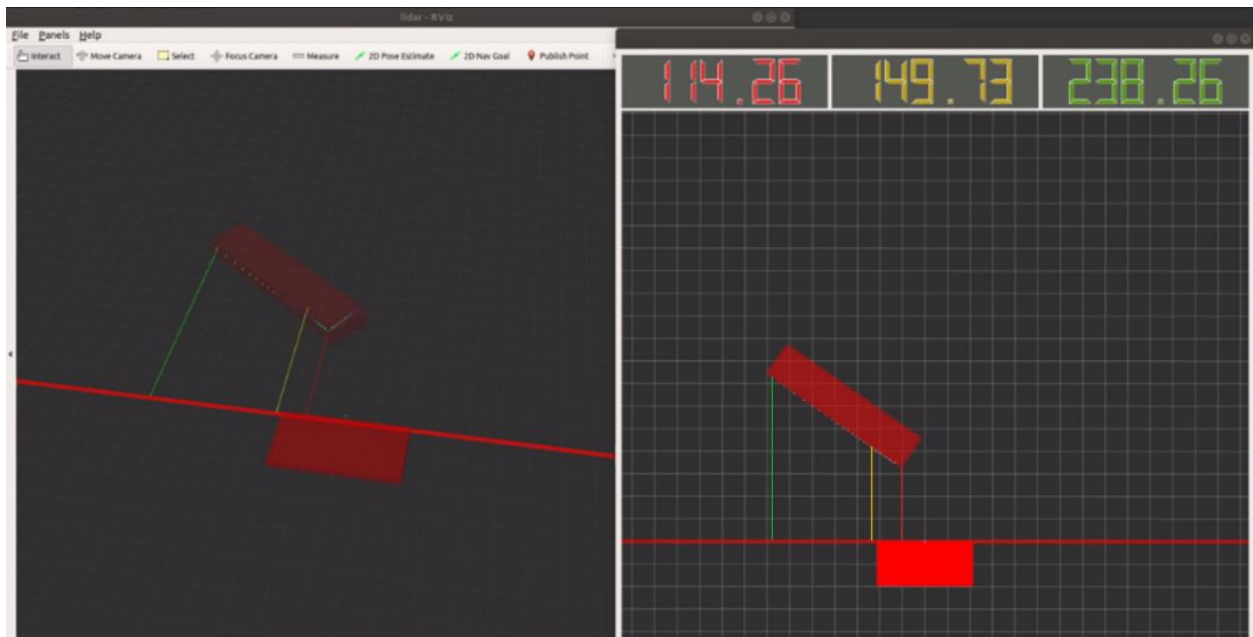 lidar - RViz
File Panels Help
Interact Move Camera Select Focus Camera Measure 2D Pose Estimate 2D Nav Goal Publish Point
114.26 149.73 238.26